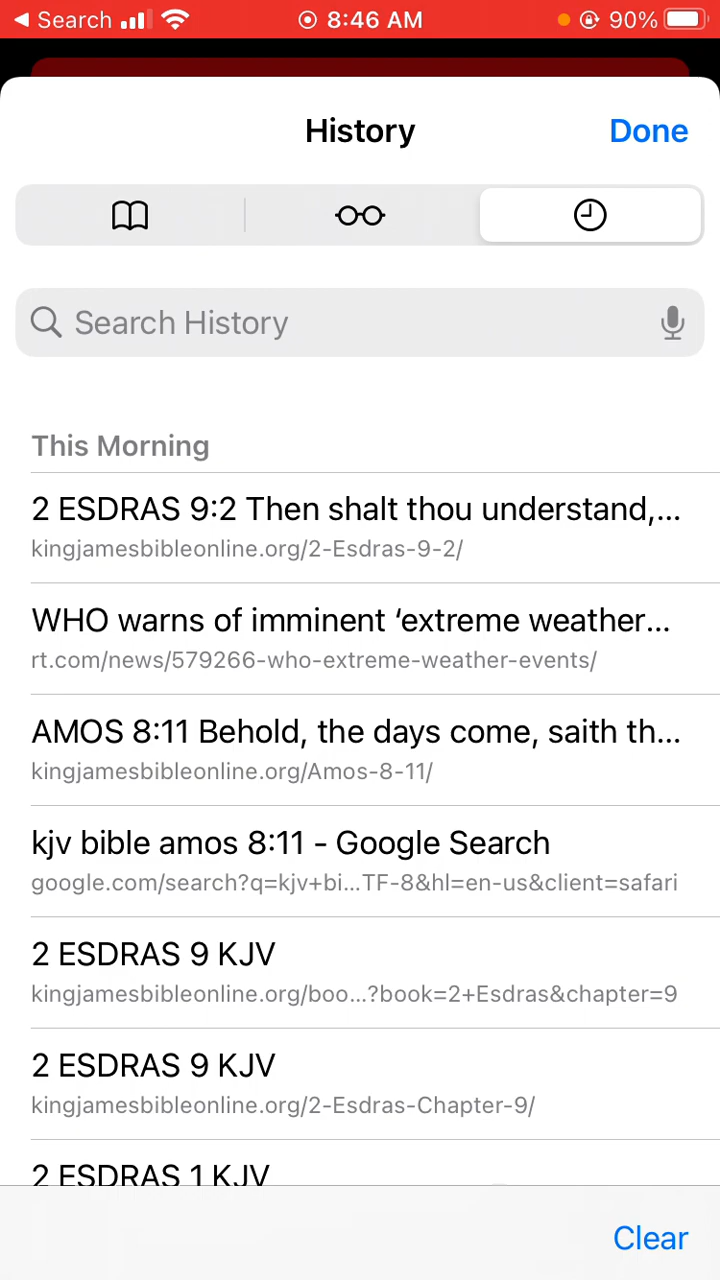 Search 8:46 AM 90%
History Done
Search History
This Morning
2 ESDRAS 9:2 Then shalt thou understand,...
kingjamesbibleonline.org/2-Esdras-9-2/
WHO warns of imminent ‘extreme weather...
rt.com/news/579266-who-extreme-weather-events/
AMOS 8:11 Behold, the days come, saith th...
kingjamesbibleonline.org/Amos-8-11/
kjv bible amos 8:11 - Google Search
google.com/search?q=kjv+bi...TF-8&hl=en-us&client=safari
2 ESDRAS 9 KJV
kingjamesbibleonline.org/boo...?book=2+Esdras&chapter=9
2 ESDRAS 9 KJV
kingjamesbibleonline.org/2-Esdras-Chapter-9/
2 ESDRAS 1 KJV
Clear